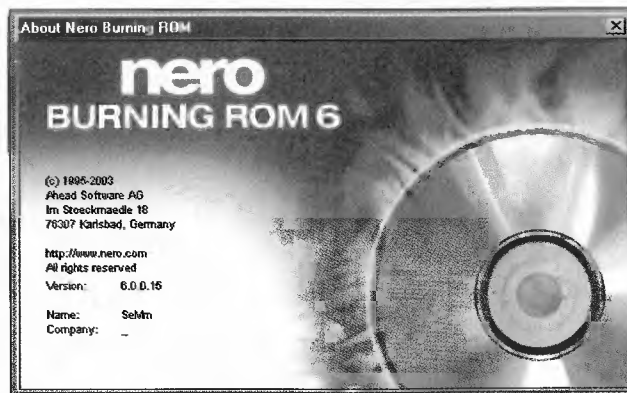 About Nero Burning ROM
nero
BURNING ROM 6
(c) 1995-2003
Ahead Software AG
Im Stoeckmaedle 18
76307 Karlsbad, Germany
http://www.nero.com
All rights reserved
Version: 6.0.0.15
Name:
Company: _